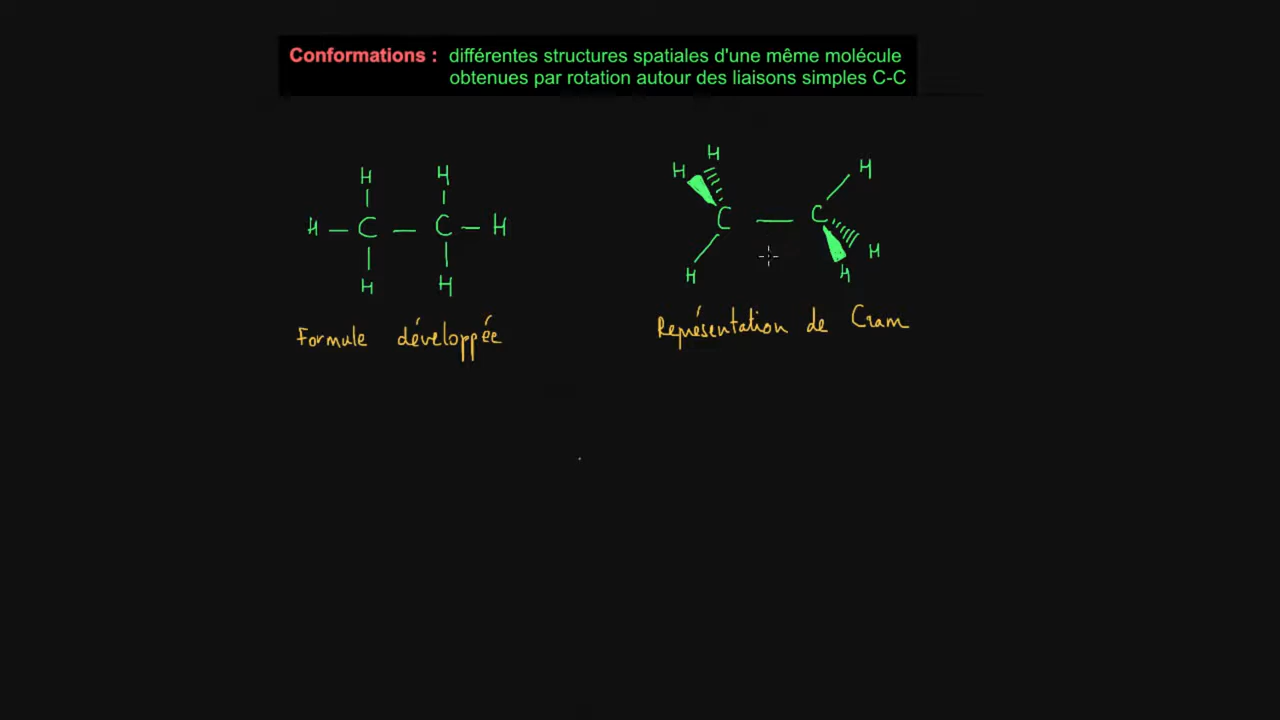 Conformations : différentes structures spatiales d'une même molécule
obtenues par rotation autour des liaisons simples C-C
H H
H – C – C – H
H H
Formule développée
H
H H
C — C
H
H H
Représentation de Cram